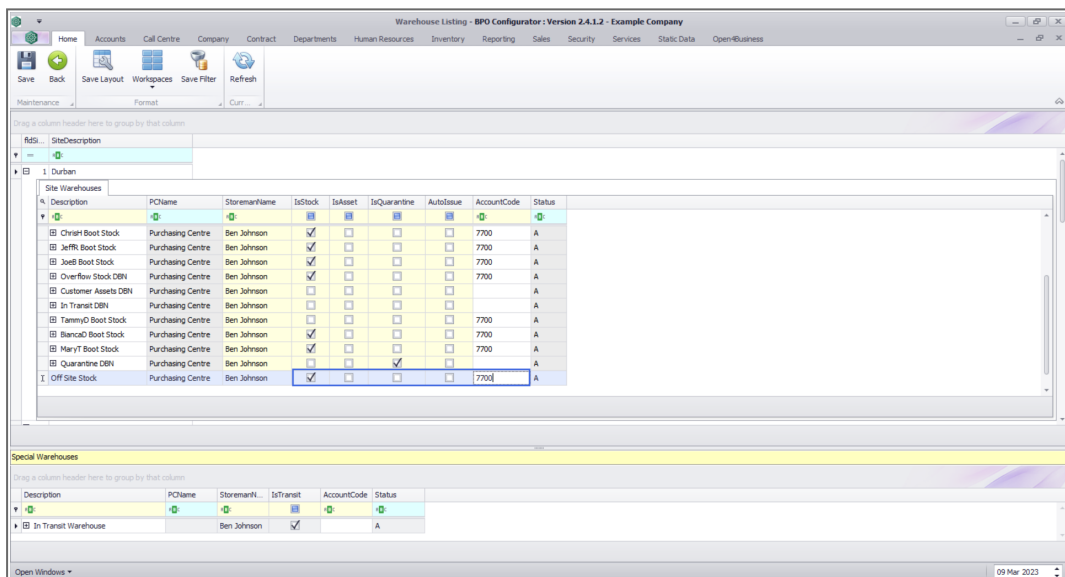 Warehouse Listing - BPO Configurator : Version 2.4.1.2 - Example Company
Home Accounts Call Centre Company Contract Departments Human Resources Inventory Reporting Sales Security Services Static Data Open4Business
Save Back Save Layout Workspaces Save Filter Refresh
Maintenance Format Curr ...
Drag a column header here to group by that column
fldSi... SiteDescription
1 Durban
Site Warehouses
Description PCName StoremanName IsStock IsAsset IsQuarantine AutoIssue AccountCode Status
ChrisH Boot Stock Purchasing Centre Ben Johnson 7700 A
JeffR Boot Stock Purchasing Centre Ben Johnson 7700 A
JoeB Boot Stock Purchasing Centre Ben Johnson 7700 A
Overflow Stock DBN Purchasing Centre Ben Johnson 7700 A
Customer Assets DBN Purchasing Centre Ben Johnson A
In Transit DBN Purchasing Centre Ben Johnson A
TammyD Boot Stock Purchasing Centre Ben Johnson 7700 A
BiancaD Boot Stock Purchasing Centre Ben Johnson 7700 A
MaryT Boot Stock Purchasing Centre Ben Johnson 7700 A
Quarantine DBN Purchasing Centre Ben Johnson A
Off Site Stock Purchasing Centre Ben Johnson 7700 A
Special Warehouses
Drag a column header here to group by that column
Description PCName StoremanN... IsTransit AccountCode Status
In Transit Warehouse Ben Johnson A
Open Windows 09 Mar 2023